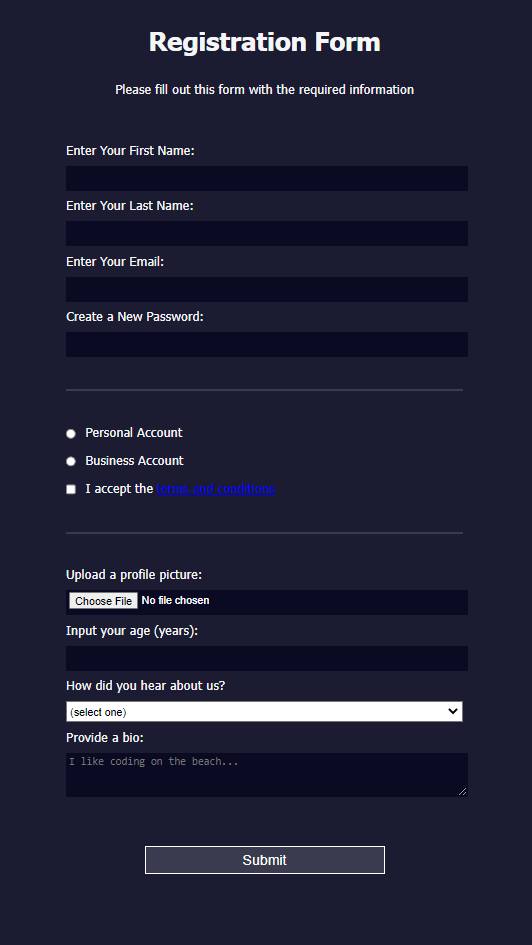 Registration Form
Please fill out this form with the required information
Enter Your First Name:
Enter Your Last Name:
Enter Your Email:
Create a New Password:
Personal Account
Business Account
I accept the terms and conditions
Upload a profile picture:
Choose File No file chosen
Input your age (years):
How did you hear about us?
(select one)
Provide a bio:
I like coding on the beach...
Submit